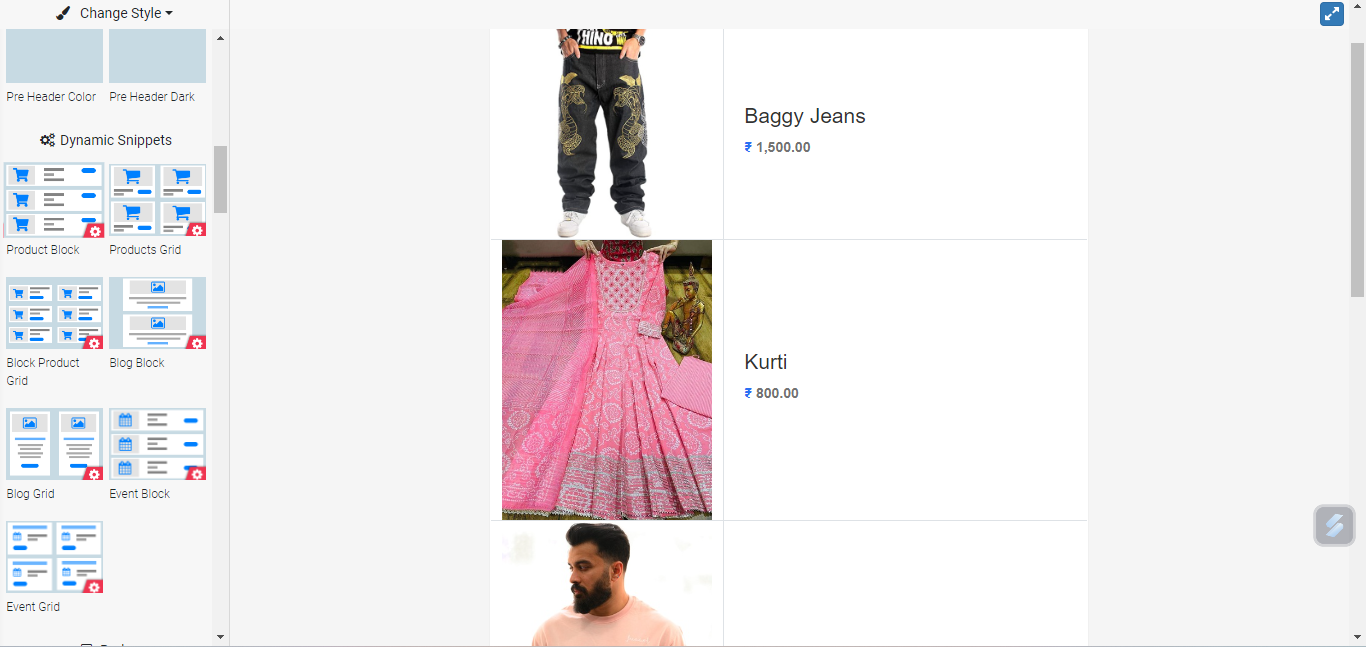 Change Style
Pre Header Color
Pre Header Dark
Dynamic Snippets
Product Block
Products Grid
Block Product
Grid
Blog Block
Blog Grid
Event Block
Event Grid
HINO
Baggy Jeans
₹ 1,500.00
Kurti
₹ 800.00